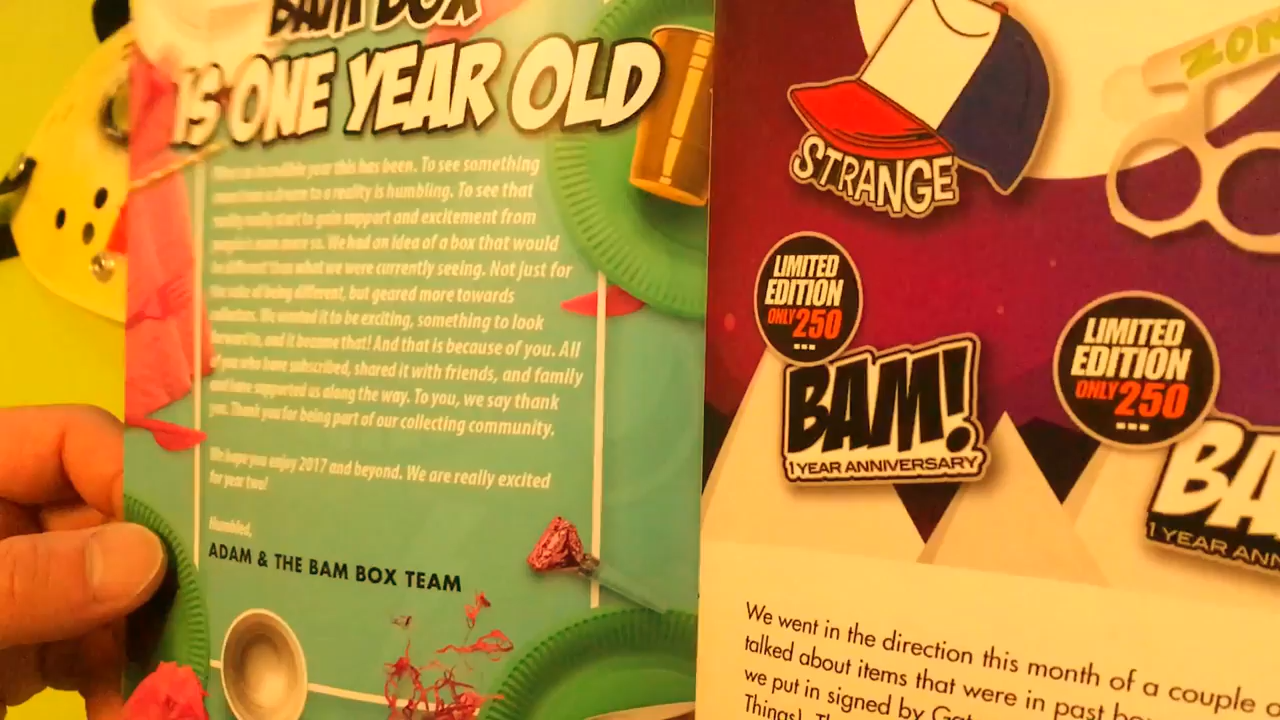 BAM BOX
IS ONE YEAR OLD
incredible year this has been. To see something
a dream to a reality is humbling. To see that
really start to gain support and excitement from
even more so. We had an idea of a box that would
be different than what we were currently seeing. Not just for
the sake of being different, but geared more towards
collectors. We wanted it to be exciting, something to look
forward to, and it became that! And that is because of you. All
of you who have subscribed, shared it with friends, and family
and have supported us along the way. To you, we say thank
you. Thank you for being part of our collecting community.
We hope you enjoy 2017 and beyond. We are really excited
for year two!
Humbled,
ADAM & THE BAM BOX TEAM
STRANGE
ZOM
LIMITED
EDITION
ONLY 250
BAM!
1 YEAR ANNIVERSARY
LIMITED
EDITION
ONLY 250
BA
1 YEAR ANN
We went in the direction this month of a couple
talked about items that were in past
we put in signed by
Things).